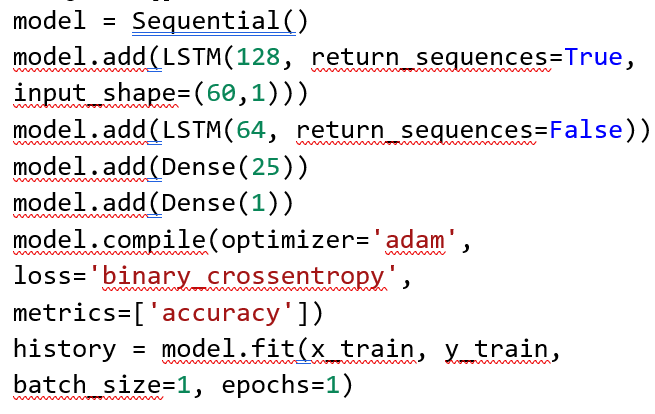 model = Sequential()
model.add(LSTM(128, return_sequences=True,
input_shape=(60,1)))
model.add(LSTM(64, return_sequences=False))
model.add(Dense(25))
model.add(Dense(1))
model.compile(optimizer='adam',
loss='binary_crossentropy',
metrics=['accuracy'])
history = model.fit(x_train, y_train,
batch_size=1, epochs=1)